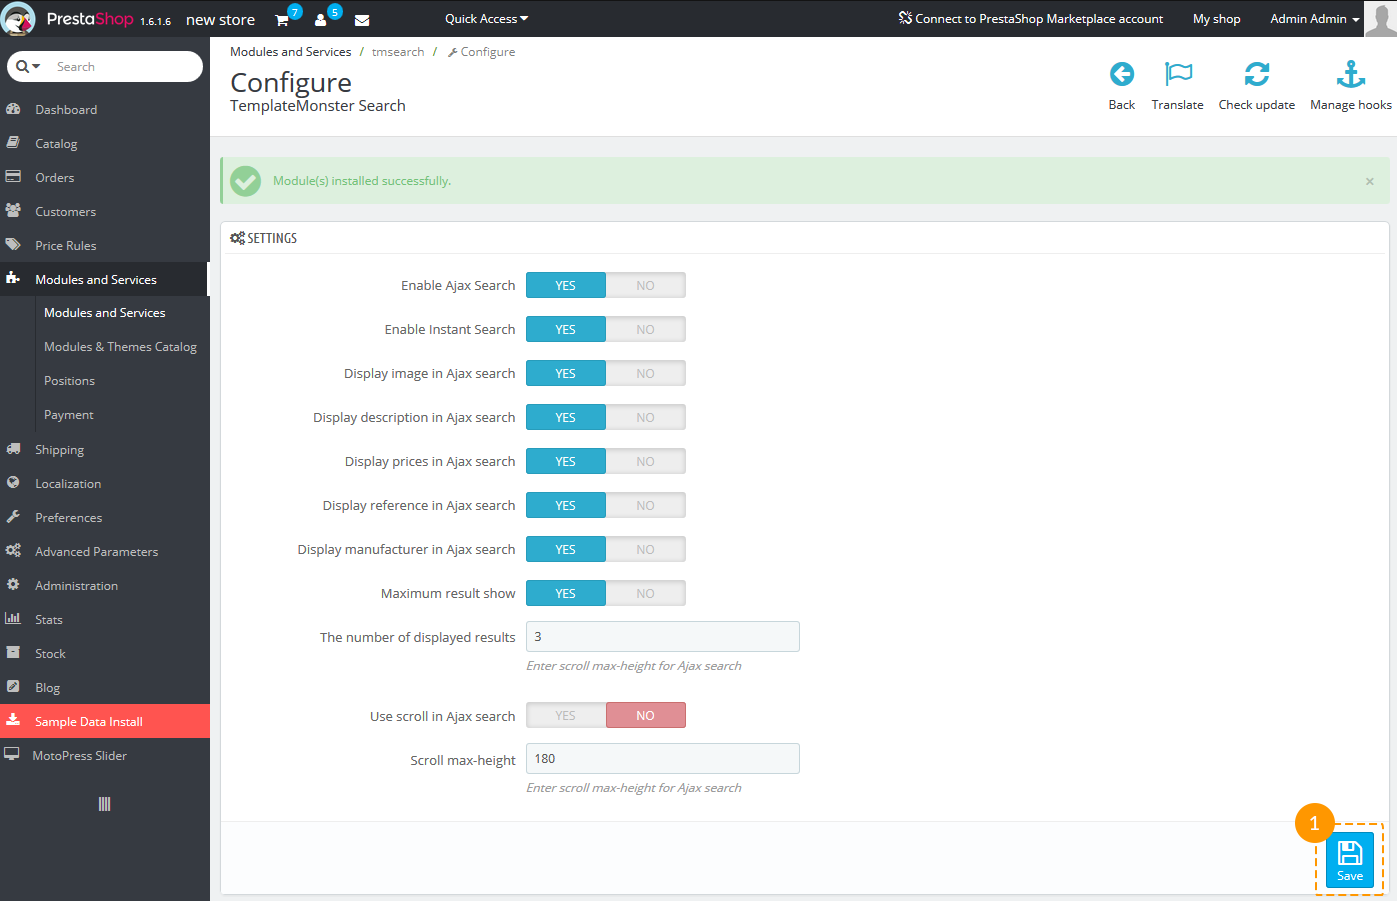 PrestaShop 1.6.1.6 new store 7 5 Quick Access Connect to PrestaShop Marketplace account My shop Admin Admin
Search
Dashboard
Catalog
Orders
Customers
Price Rules
Modules and Services
Modules and Services
Modules & Themes Catalog
Positions
Payment
Shipping
Localization
Preferences
Advanced Parameters
Administration
Stats
Stock
Blog
Sample Data Install
MotoPress Slider
Modules and Services / tmsearch / Configure
Configure
TemplateMonster Search
Back Translate Check update Manage hooks
Module(s) installed successfully. ×
SETTINGS
Enable Ajax Search YES NO
Enable Instant Search YES NO
Display image in Ajax search YES NO
Display description in Ajax search YES NO
Display prices in Ajax search YES NO
Display reference in Ajax search YES NO
Display manufacturer in Ajax search YES NO
Maximum result show YES NO
The number of displayed results 3
Enter scroll max-height for Ajax search
Use scroll in Ajax search YES NO
Scroll max-height 180
Enter scroll max-height for Ajax search
1
Save